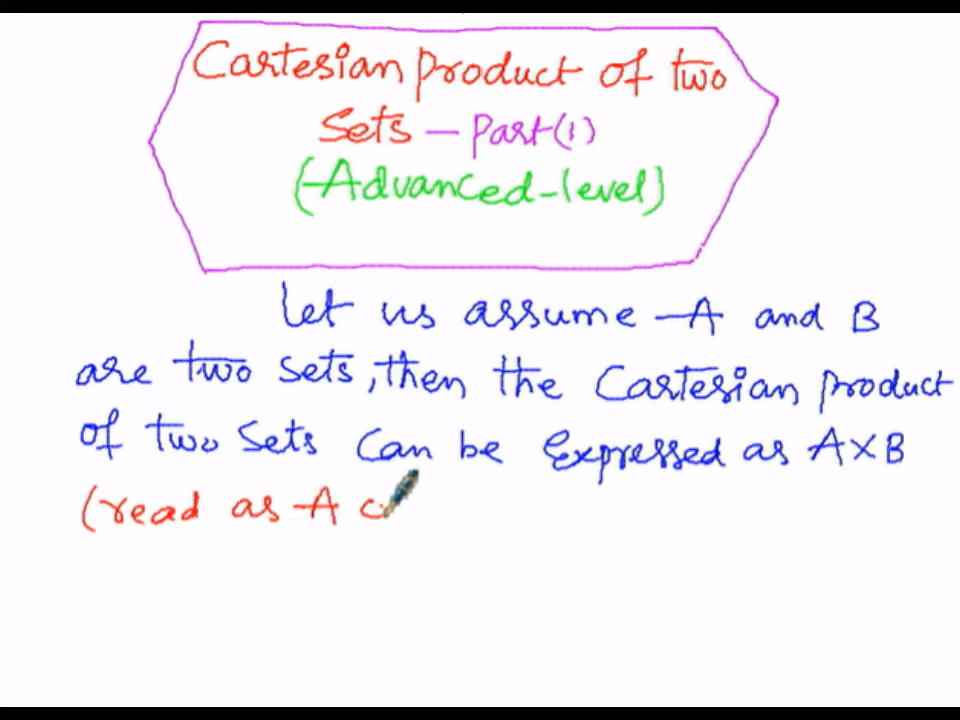 Cartesian product of two
Sets - Part(1)
(Advanced-level)
Let us assume A and B
are two sets, then the Cartesian product
of two sets can be Expressed as A×B
(read as A c